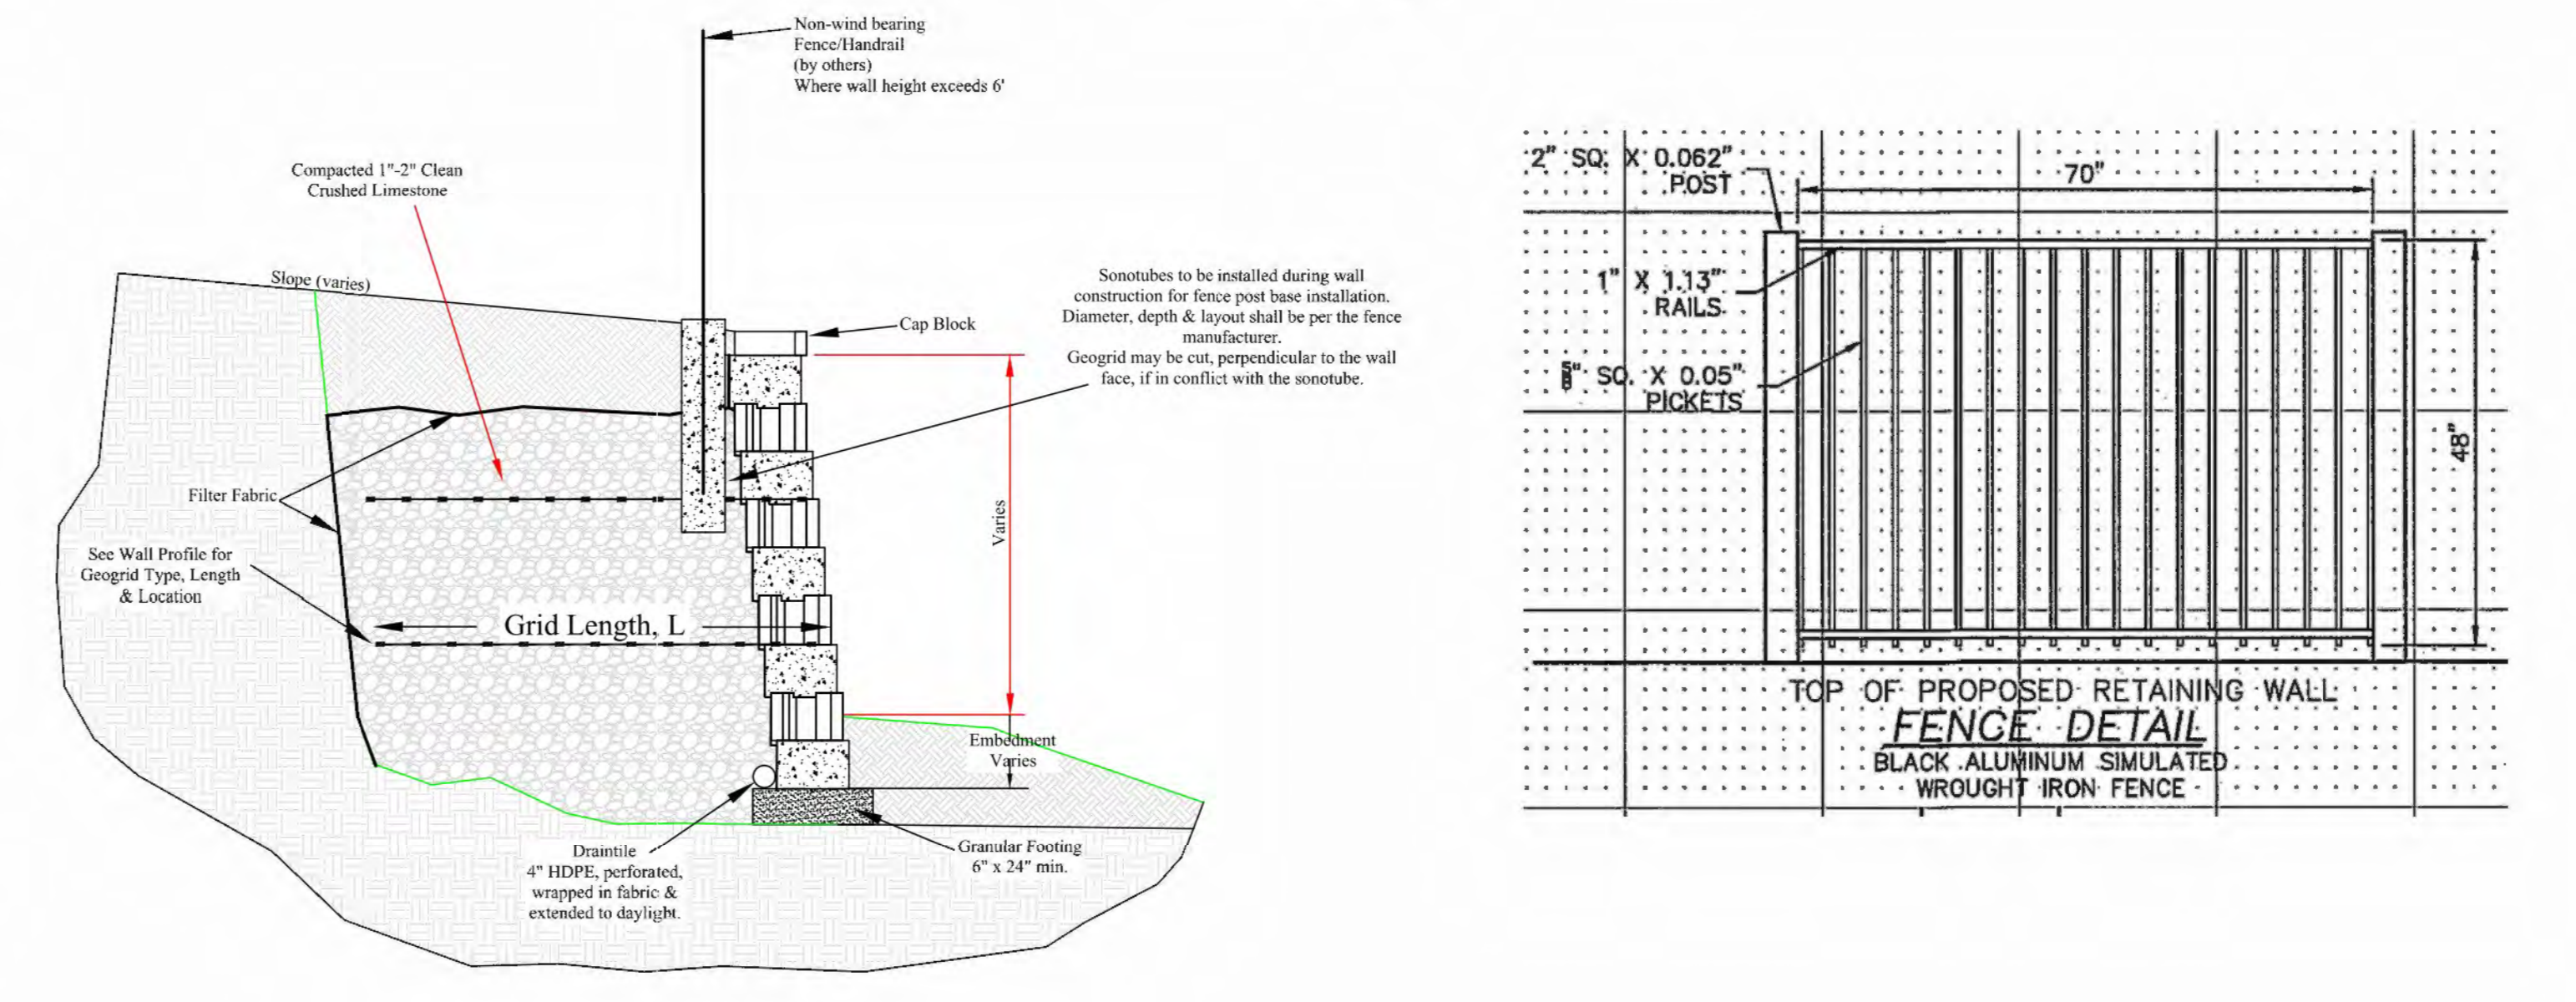 Non-wind bearing
Fence/Handrail
(by others)
Where wall height exceeds 6'
Compacted 1"-2" Clean
Crushed Limestone
Slope (varies)
Cap Block
Sonotubes to be installed during wall
construction for fence post base installation.
Diameter, depth & layout shall be per the fence
manufacturer.
Geogrid may be cut, perpendicular to the wall
face, if in conflict with the sonotube.
Filter Fabric
Varies
See Wall Profile for
Geogrid Type, Length
& Location
Grid Length, L
Embedment
Varies
Draintile
4" HDPE, perforated,
wrapped in fabric &
extended to daylight.
Granular Footing
6" x 24" min.
2" SQ. X 0.062"
POST
70"
1" X 1.13"
RAILS
5/8" SQ. X 0.05"
PICKETS
48"
TOP OF PROPOSED RETAINING WALL
FENCE DETAIL
BLACK ALUMINUM SIMULATED
WROUGHT IRON FENCE